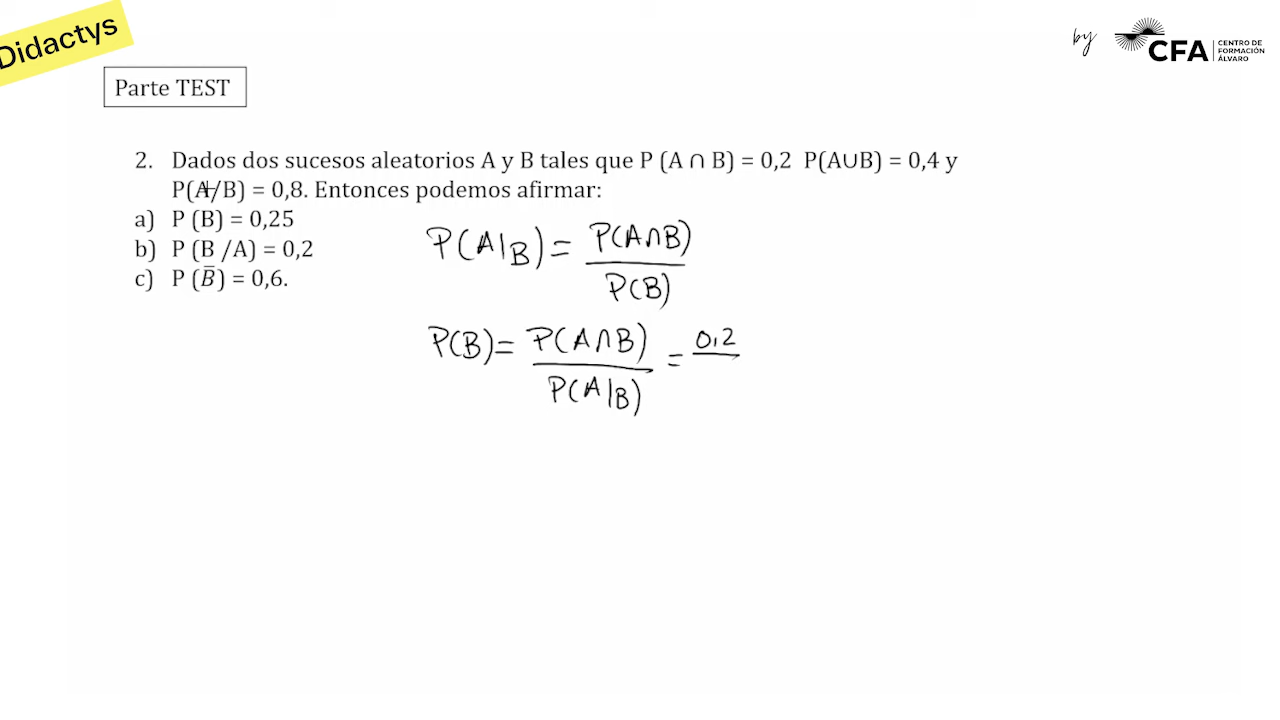 Didactys
by CFA CENTRO DE FORMACIÓN ÁLVARO
Parte TEST
2. Dados dos sucesos aleatorios A y B tales que P (A ∩ B) = 0,2 P(A∪B) = 0,4 y
P(A/B) = 0,8. Entonces podemos afirmar:
a) P (B) = 0,25
b) P (B /A) = 0,2
c) P (B̄) = 0,6.
P(A|B) = P(A∩B) / P(B)
P(B) = P(A∩B) / P(A|B) = 0,2